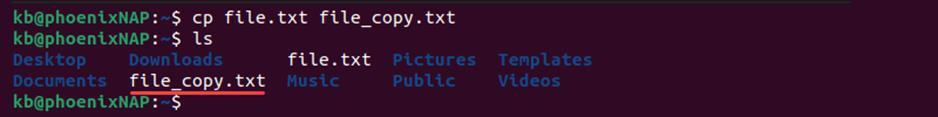 kb@phoenixNAP:~$ cp file.txt file_copy.txt
kb@phoenixNAP:~$ ls
Desktop    Downloads      file.txt  Pictures  Templates
Documents  file_copy.txt  Music     Public    Videos
kb@phoenixNAP:~$